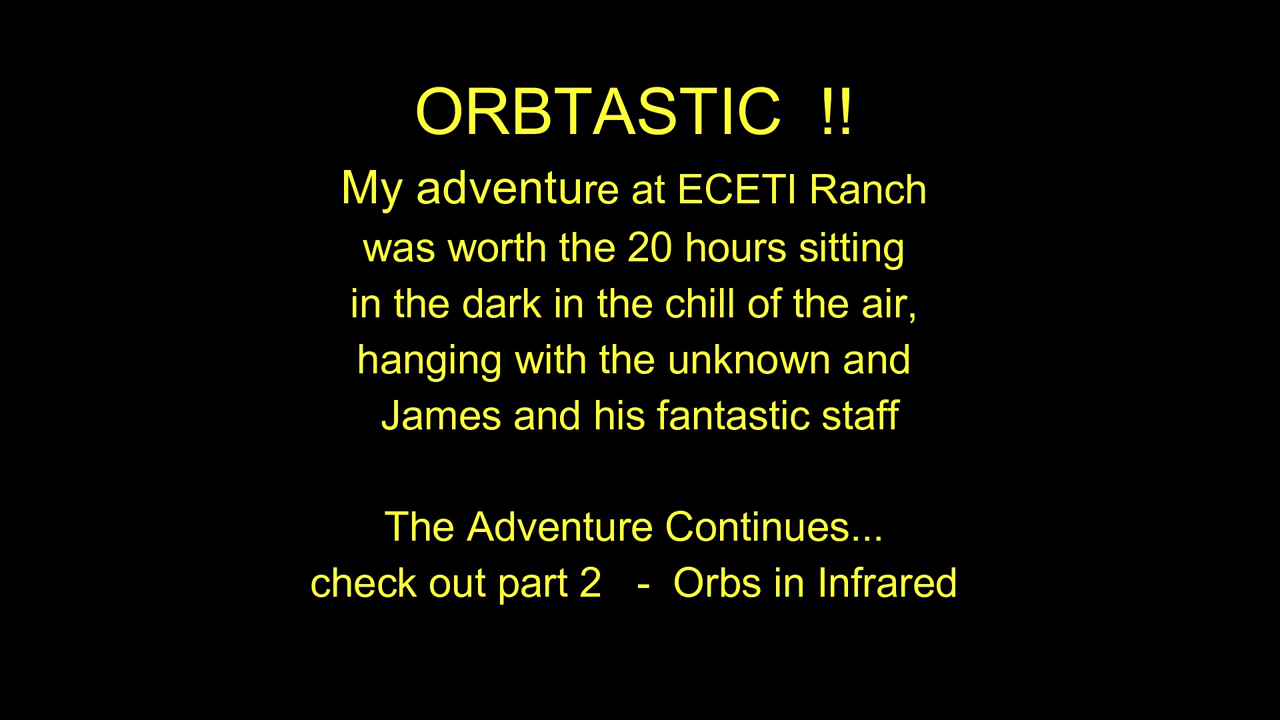 ORBTASTIC  !!
My adventure at ECETI Ranch
was worth the 20 hours sitting
in the dark in the chill of the air,
hanging with the unknown and
James and his fantastic staff
The Adventure Continues...
check out part 2   -  Orbs in Infrared